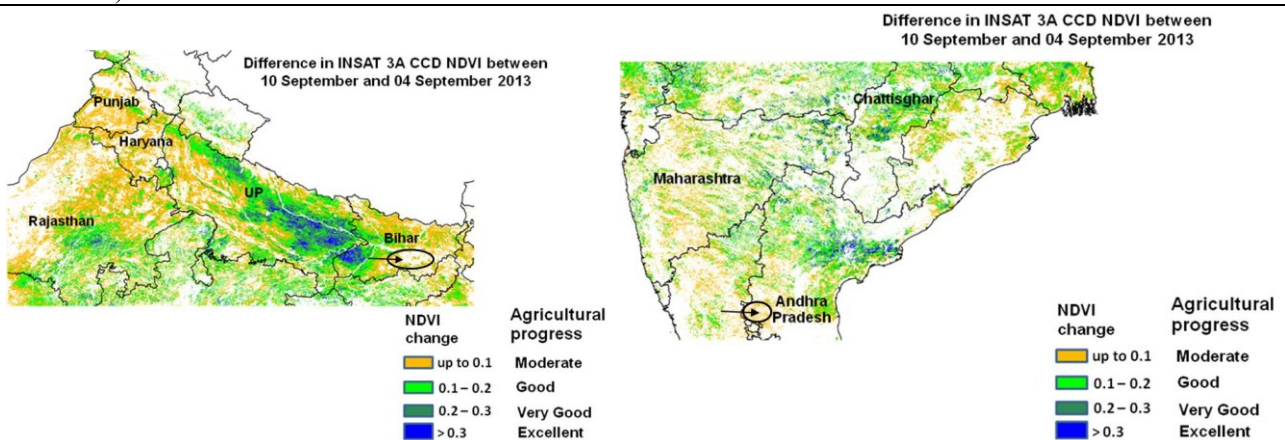 Difference in INSAT 3A CCD NDVI between
10 September and 04 September 2013
Punjab
Haryana
UP
Rajasthan
Bihar
NDVI change
Agricultural progress
up to 0.1 Moderate
0.1 – 0.2 Good
0.2 – 0.3 Very Good
> 0.3 Excellent
Difference in INSAT 3A CCD NDVI between
10 September and 04 September 2013
Chattisghar
Maharashtra
Andhra
Pradesh
NDVI change
Agricultural progress
up to 0.1 Moderate
0.1 – 0.2 Good
0.2 – 0.3 Very Good
> 0.3 Excellent